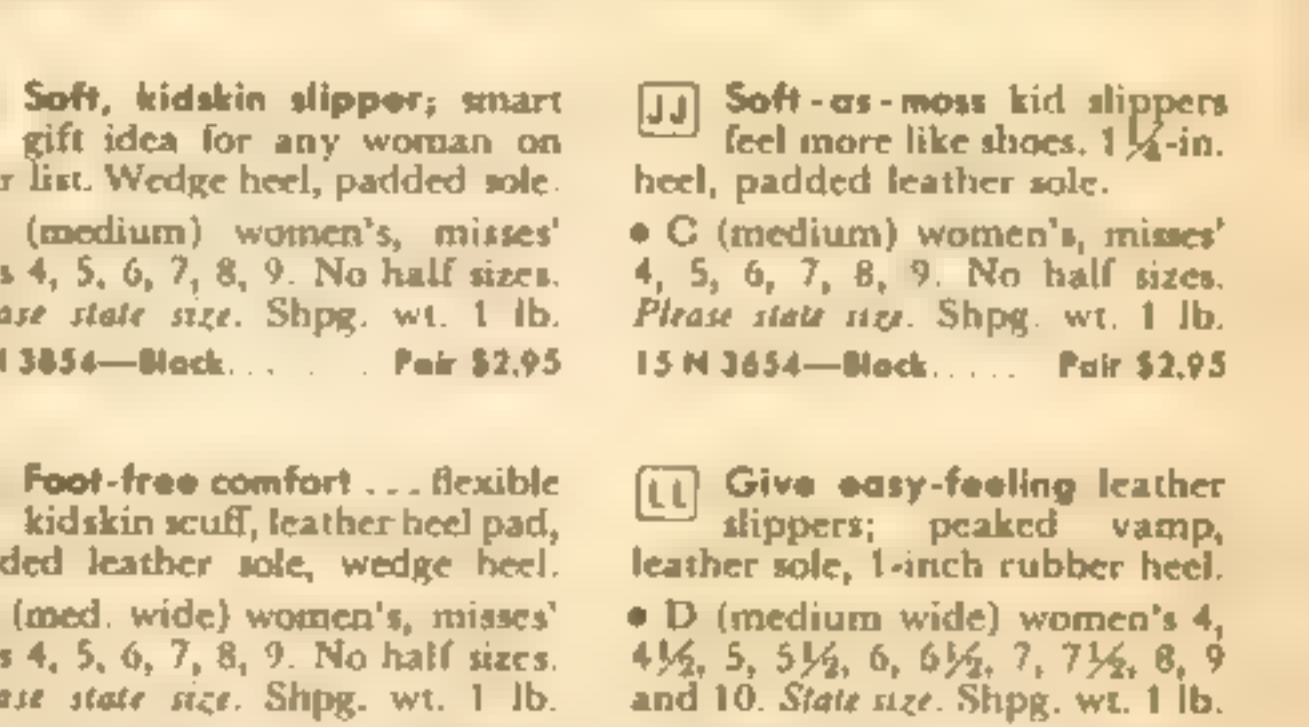 Soft, kidskin slipper; smart
gift idea for any woman on
r list. Wedge heel, padded sole.
(medium) women's, misses'
s 4, 5, 6, 7, 8, 9. No half sizes.
ase state size. Shpg. wt. 1 lb.
N 3854—Black..... Pair $2.95
Foot-free comfort ... flexible
kidskin scuff, leather heel pad,
ded leather sole, wedge heel.
(med. wide) women's, misses'
s 4, 5, 6, 7, 8, 9. No half sizes.
ase state size. Shpg. wt. 1 lb.
JJ Soft-as-moss kid slippers
feel more like shoes. 1¼-in.
heel, padded leather sole.
• C (medium) women's, misses'
4, 5, 6, 7, 8, 9. No half sizes.
Please state size. Shpg. wt. 1 lb.
15 N 3654—Black..... Pair $2.95
LL Give easy-feeling leather
slippers; peaked vamp,
leather sole, 1-inch rubber heel.
• D (medium wide) women's 4,
4½, 5, 5½, 6, 6½, 7, 7½, 8, 9
and 10. State size. Shpg. wt. 1 lb.